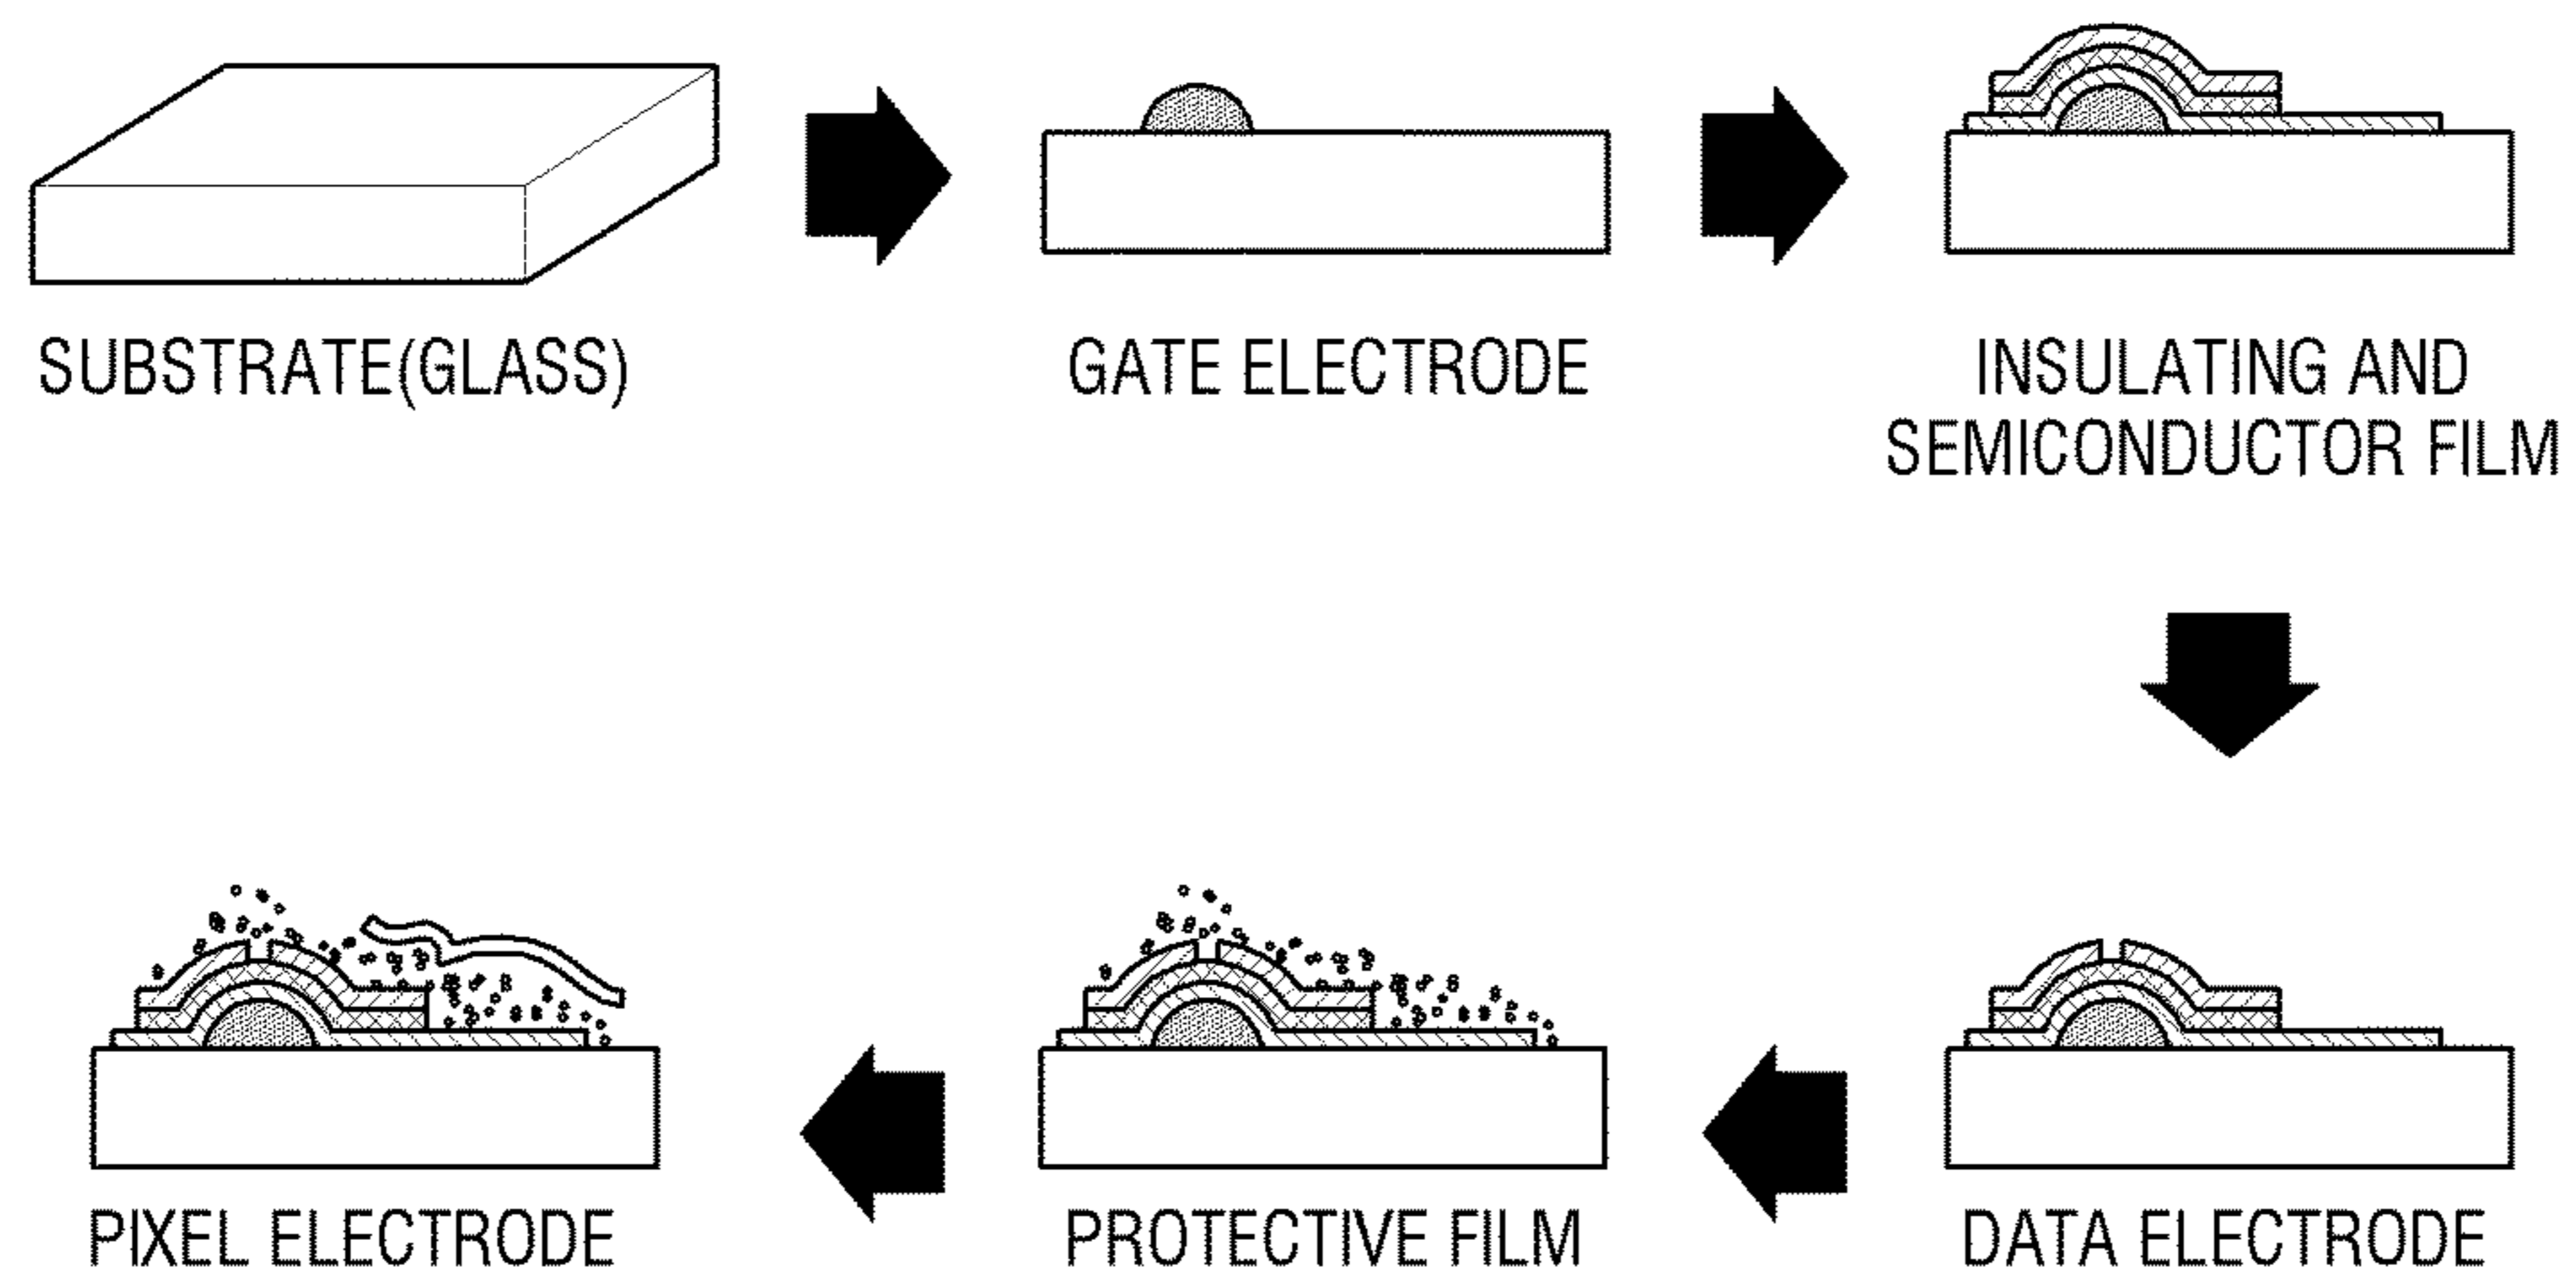 SUBSTRATE(GLASS)
GATE ELECTRODE
INSULATING AND
SEMICONDUCTOR FILM
DATA ELECTRODE
PROTECTIVE FILM
PIXEL ELECTRODE